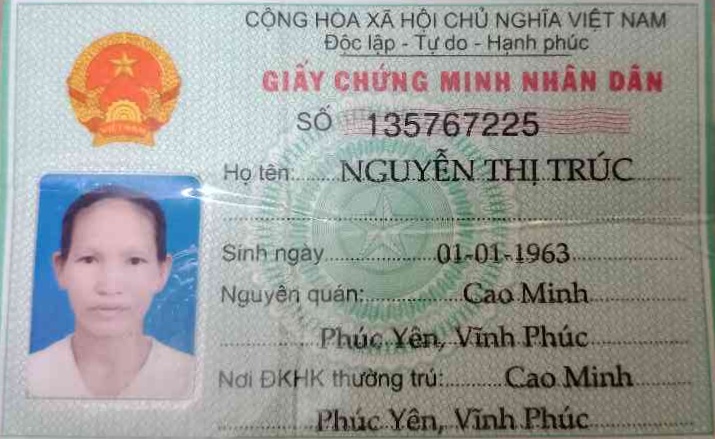 CỘNG HÒA XÃ HỘI CHỦ NGHĨA VIỆT NAM
Độc lập - Tự do - Hạnh phúc
GIẤY CHỨNG MINH NHÂN DÂN
SỐ 135767225
Họ tên: NGUYỄN THỊ TRÚC
Sinh ngày 01-01-1963
Nguyên quán: Cao Minh
Phúc Yên, Vĩnh Phúc
Nơi ĐKHK thường trú: Cao Minh
Phúc Yên, Vĩnh Phúc